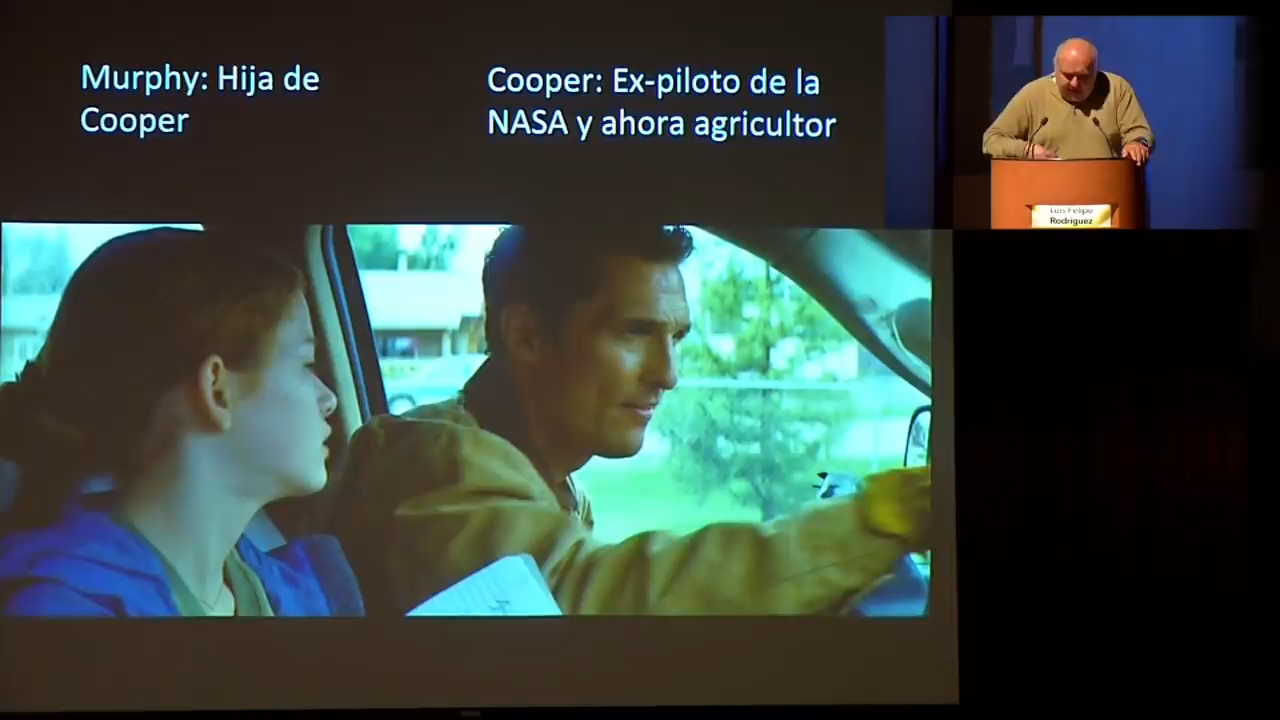 Murphy: Hija de
Cooper
Cooper: Ex-piloto de la
NASA y ahora agricultor
Luis Felipe
Rodriguez